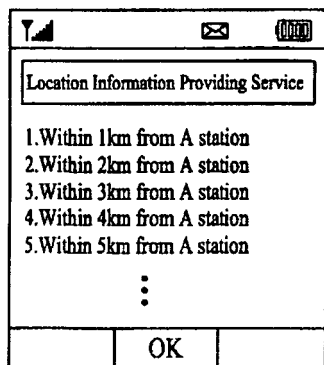 Location Information Providing Service
1.Within 1km from A station
2.Within 2km from A station
3.Within 3km from A station
4.Within 4km from A station
5.Within 5km from A station
OK